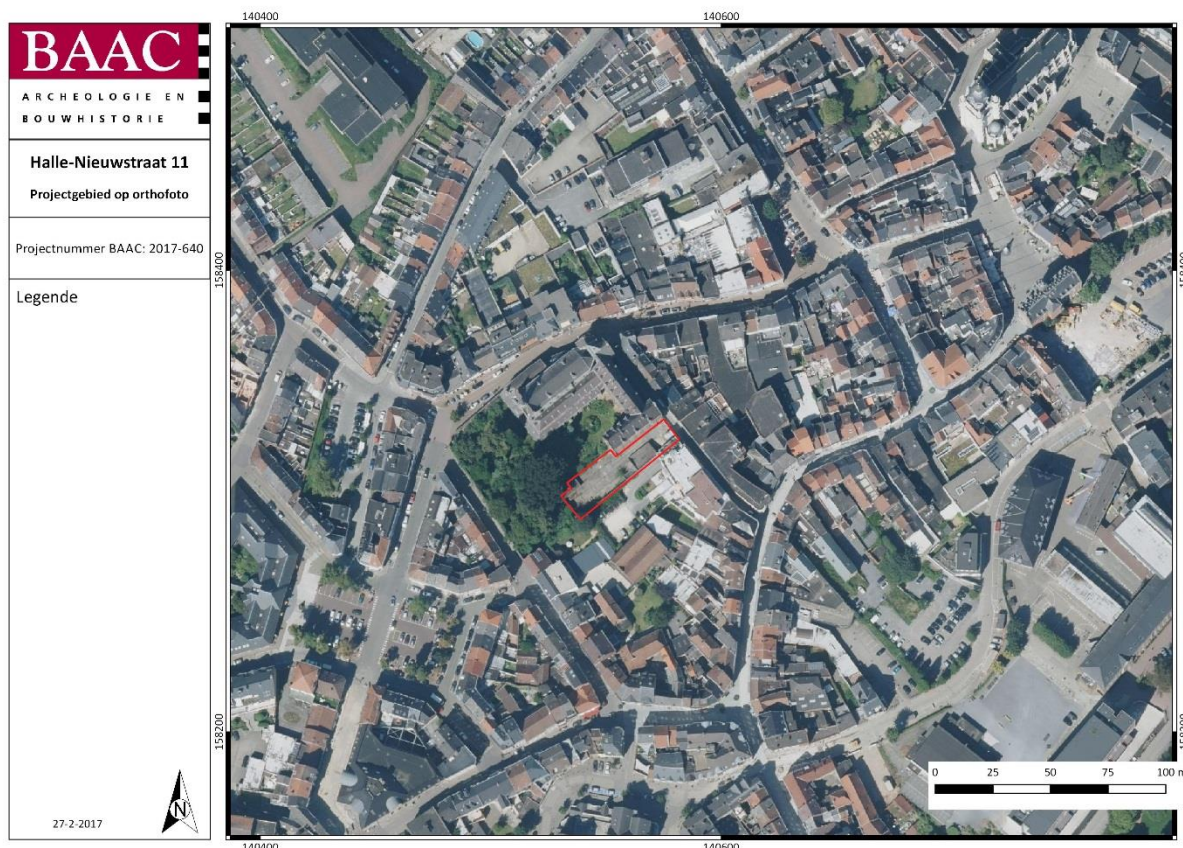 BAAC
ARCHEOLOGIE EN
BOUWHISTORIE
Halle-Nieuwstraat 11
Projectgebied op orthofoto
Projectnummer BAAC: 2017-640
Legende
27-2-2017
N
140400
140600
158400
158400
158200
158200
0 25 50 75 100 m
140400
140600